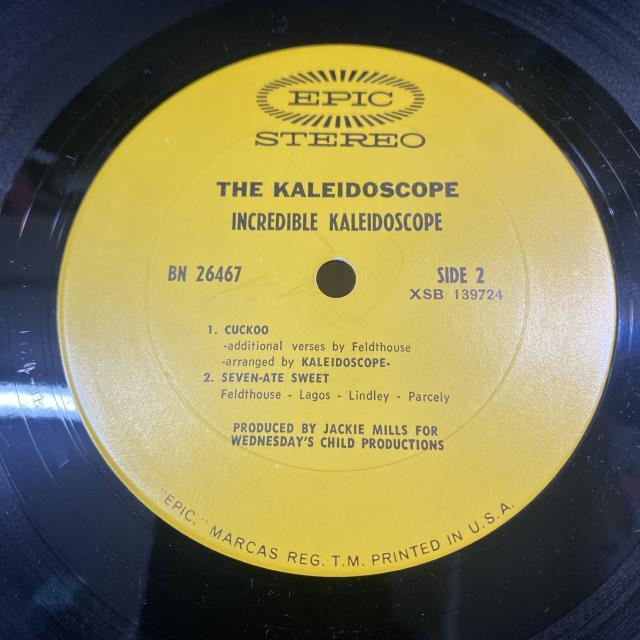 EPIC
STEREO
THE KALEIDOSCOPE
INCREDIBLE KALEIDOSCOPE
BN 26467
SIDE 2
XSB 139724
1. CUCKOO
-additional verses by Feldthouse
-arranged by KALEIDOSCOPE-
2. SEVEN-ATE SWEET
Feldthouse - Lagos - Lindley - Parcely
PRODUCED BY JACKIE MILLS FOR
WEDNESDAY'S CHILD PRODUCTIONS
"EPIC," MARCAS REG. T.M. PRINTED IN U.S.A.